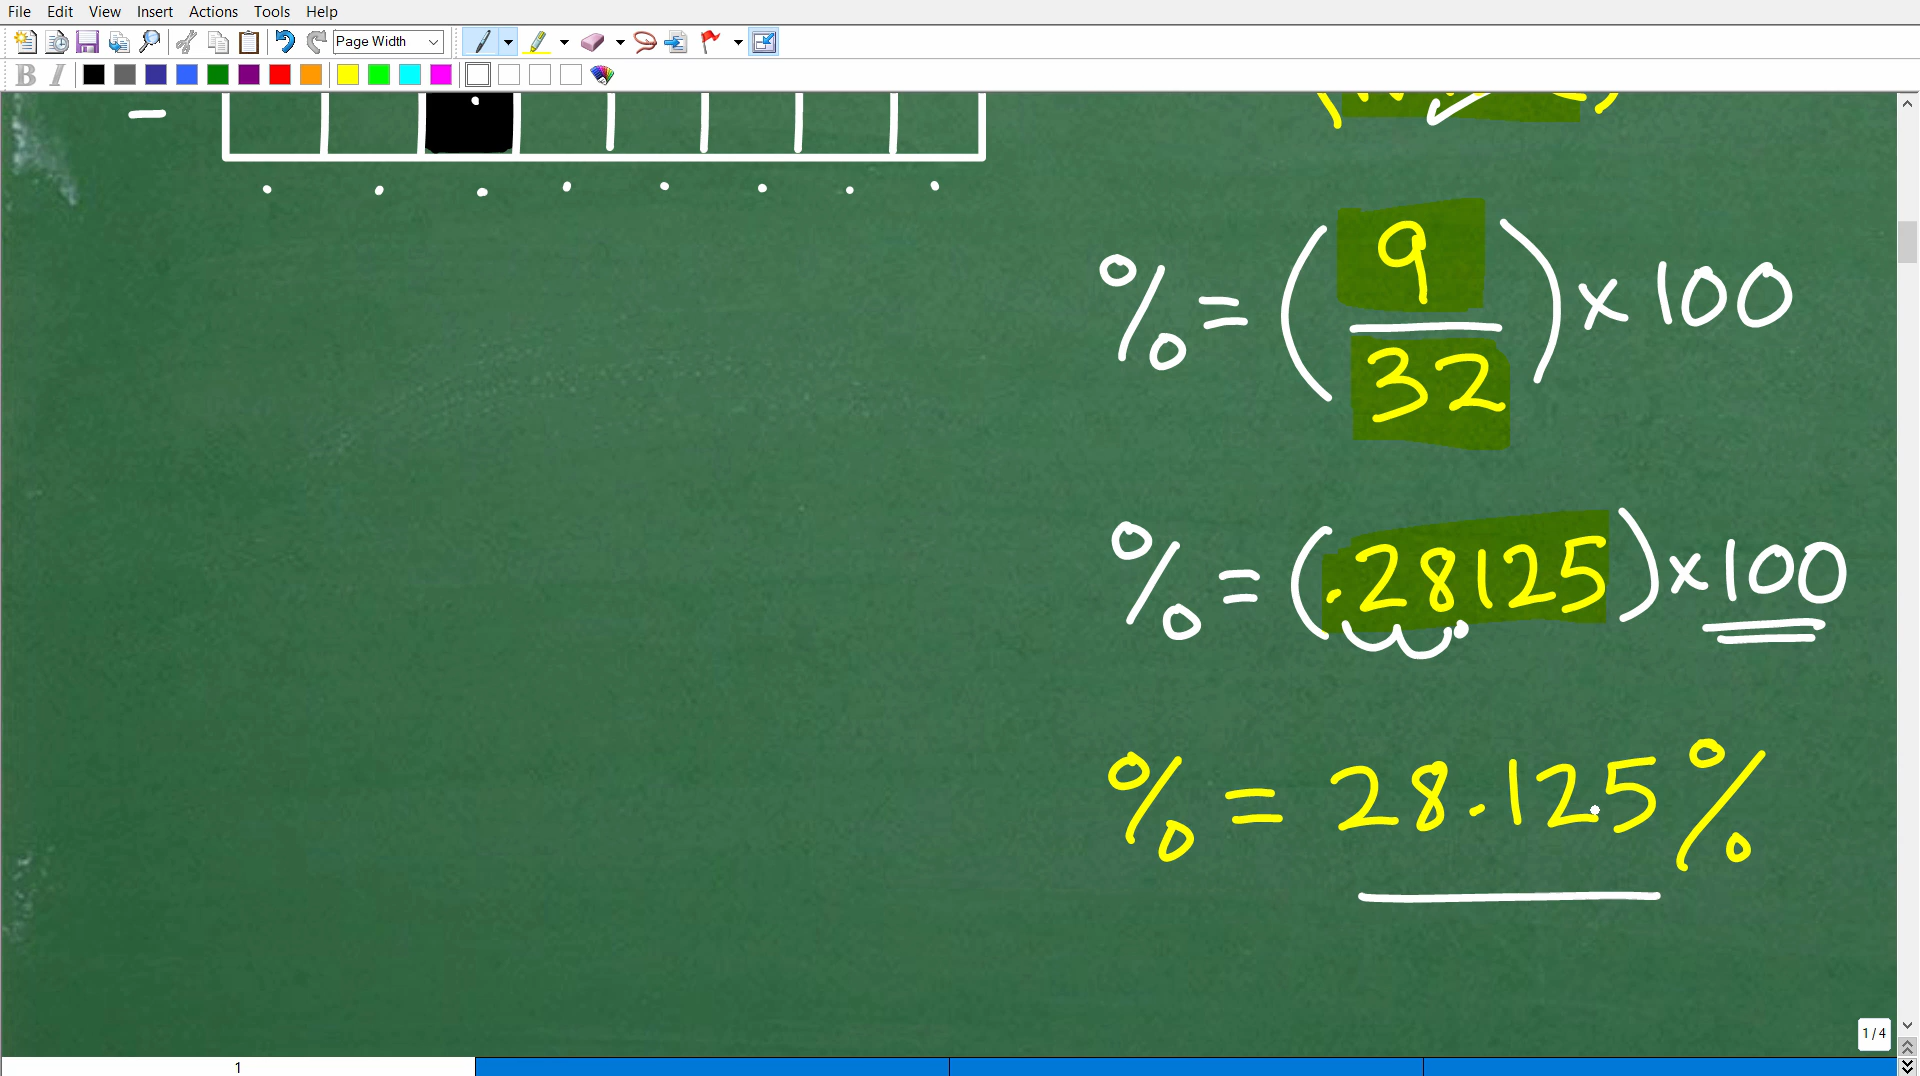 File Edit View Insert Actions Tools Help
Page Width
B I
% = (9/32) × 100
% = (.28125) × 100
% = 28.125%
1 / 4
1